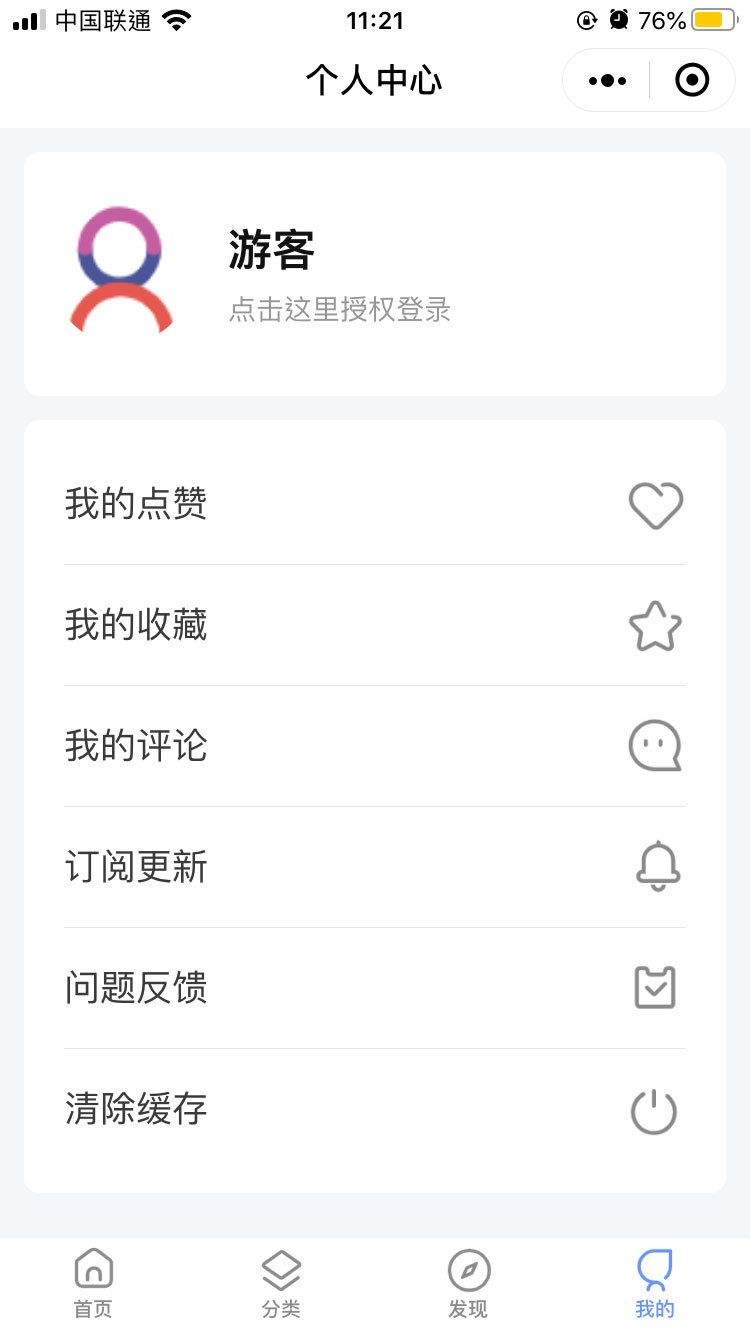 中国联通 11:21 76%
个人中心
游客
点击这里授权登录
我的点赞
我的收藏
我的评论
订阅更新
问题反馈
清除缓存
首页 分类 发现 我的